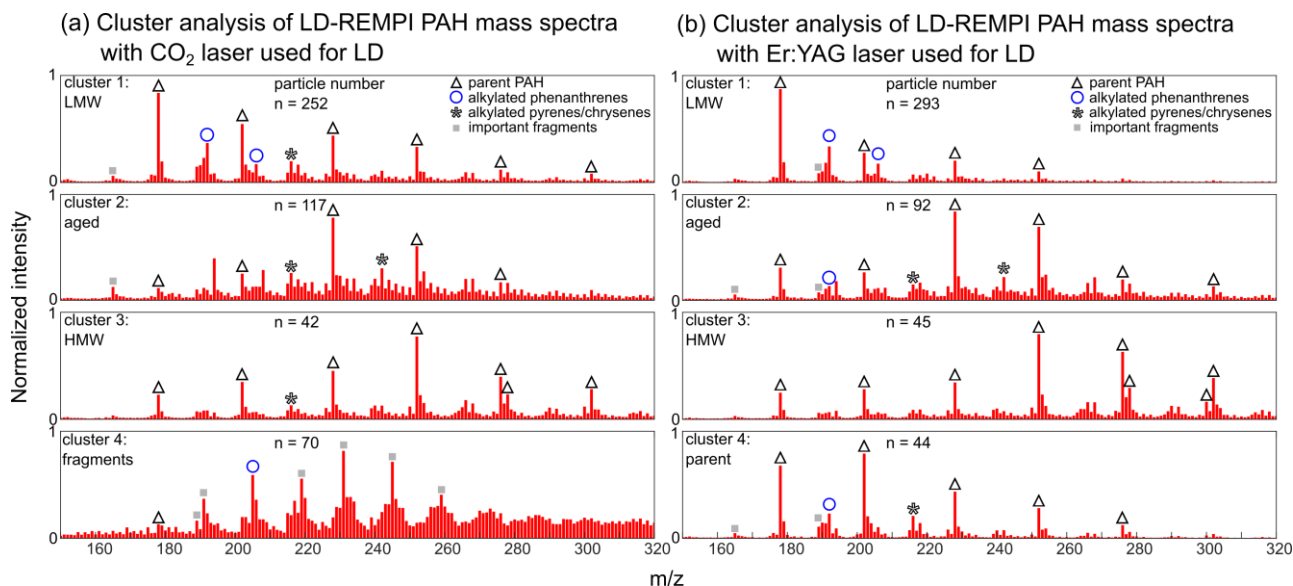 (a) Cluster analysis of LD-REMPI PAH mass spectra
with CO₂ laser used for LD
(b) Cluster analysis of LD-REMPI PAH mass spectra
with Er:YAG laser used for LD
Normalized intensity
1
0
cluster 1:
LMW
particle number
n = 252
parent PAH
alkylated phenanthrenes
alkylated pyrenes/chrysenes
important fragments
1
0
cluster 2:
aged
n = 117
1
0
cluster 3:
HMW
n = 42
1
0
cluster 4:
fragments
n = 70
160 180 200 220 240 260 280 300 320
1
0
cluster 1:
LMW
particle number
n = 293
parent PAH
alkylated phenanthrenes
alkylated pyrenes/chrysenes
important fragments
1
0
cluster 2:
aged
n = 92
1
0
cluster 3:
HMW
n = 45
1
0
cluster 4:
parent
n = 44
160 180 200 220 240 260 280 300 320
m/z